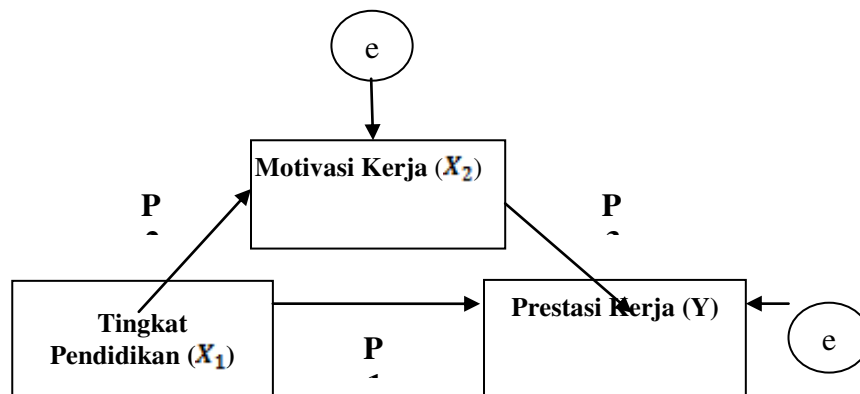 e
Motivasi Kerja (X₂)
P
P
Tingkat
Pendidikan (X₁)
Prestasi Kerja (Y)
P
e